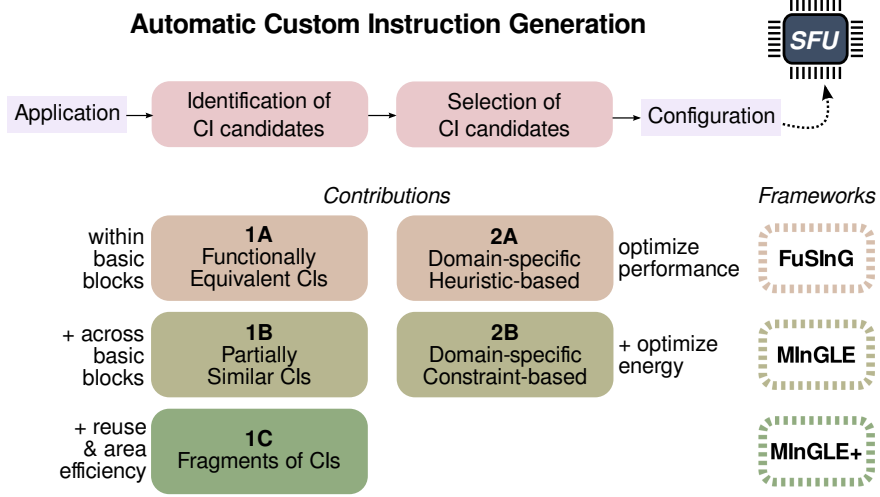 Automatic Custom Instruction Generation
SFU
Application
Identification of
CI candidates
Selection of
CI candidates
Configuration
Contributions
Frameworks
within
basic
blocks
1A
Functionally
Equivalent CIs
2A
Domain-specific
Heuristic-based
optimize
performance
FuSInG
+ across
basic
blocks
1B
Partially
Similar CIs
2B
Domain-specific
Constraint-based
+ optimize
energy
MInGLE
+ reuse
& area
efficiency
1C
Fragments of CIs
MInGLE+